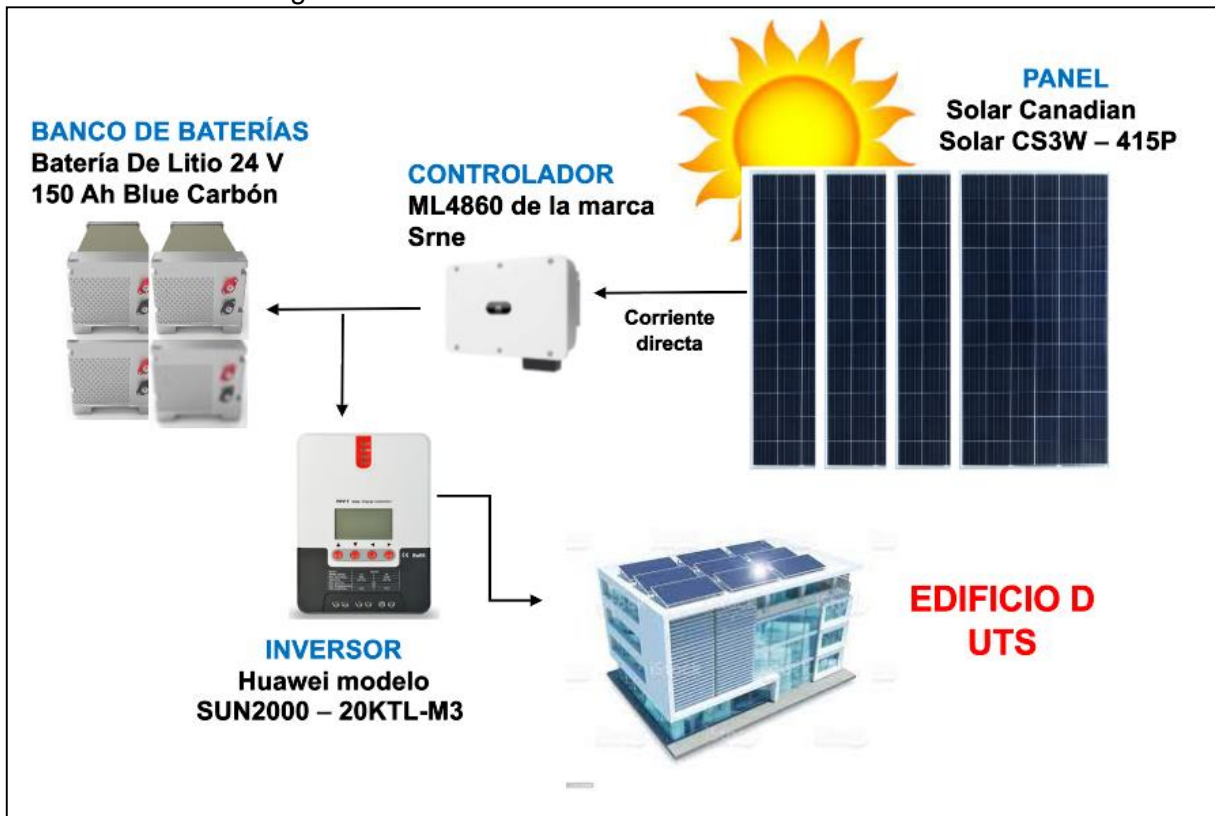 PANEL
Solar Canadian
Solar CS3W – 415P
BANCO DE BATERÍAS
Batería De Litio 24 V
150 Ah Blue Carbón
CONTROLADOR
ML4860 de la marca
Srne
Corriente
directa
INVERSOR
Huawei modelo
SUN2000 – 20KTL-M3
EDIFICIO D
UTS